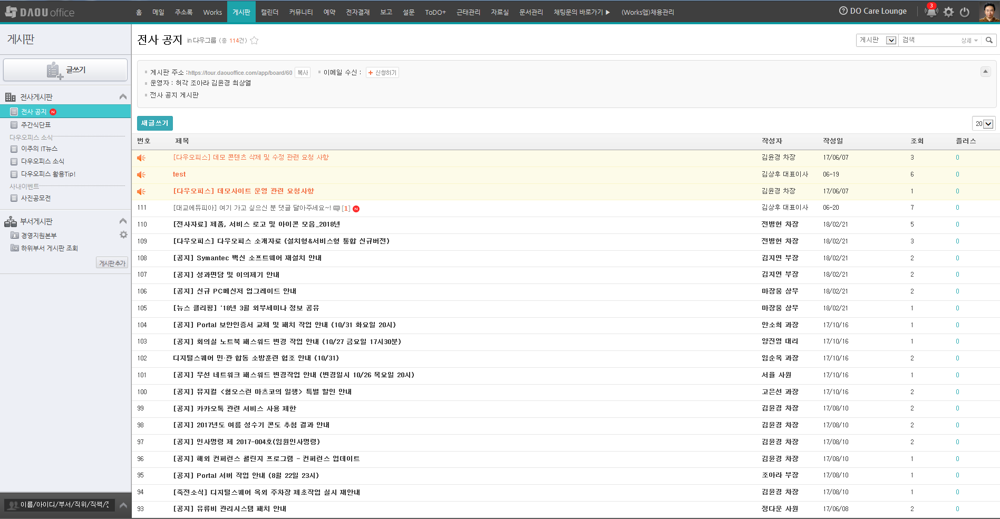 DAOU office 홈 메일 주소록 Works 게시판 캘린더 커뮤니티 예약 전자결재 보고 설문 ToDO+ 근태관리 자료실 문서관리 채팅문의 바로가기 ▶ (Works앱)채용관리 ? DO Care Lounge 3
게시판
글쓰기
전사게시판
전사 공지 N
주간식단표
다우오피스 소식
이주의 IT뉴스
다우오피스 소식
다우오피스 활용Tip!
사내이벤트
사진공모전
부서게시판
경영지원본부
하위부서 게시판 조회
게시판 추가
이름/아이디/부서/직위/직책/
전사 공지 in 다우그룹 (총 114건)
게시판 검색 상세
게시판 주소 :https://tour.daouoffice.com/app/board/60 복사 이메일 수신 : + 신청하기
운영자 : 허각 조아라 김윤경 최상열
전사 공지 게시판
새글쓰기 20
번호 제목 작성자 작성일 조회 플러스
[다우오피스] 데모 콘텐츠 삭제 및 수정 관련 요청 사항 김윤경 차장 17/06/07 3 0
test 김상후 대표이사 06-19 6 0
[다우오피스] 데모사이트 운영 관련 요청사항 김윤경 차장 17/06/07 1 0
111 [대교에듀피아] 여기 가고 싶으신 분 댓글 달아주세요~! [1] N 김상후 대표이사 06-20 7 0
110 [전사자료] 제품, 서비스 로고 및 아이콘 모음_2018년 전병헌 차장 18/02/21 5 0
109 [다우오피스] 다우오피스 소개자료 (설치형&서비스형 통합 신규버전) 전병헌 차장 18/02/21 3 0
108 [공지] Symantec 백신 소프트웨어 재설치 안내 김지연 부장 18/02/21 2 0
107 [공지] 성과면담 및 이의제기 안내 김지연 부장 18/02/21 2 0
106 [공지] 신규 PC메신저 업그레이드 안내 마장웅 상무 18/02/21 2 0
105 [뉴스 클리핑] '18년 3월 외부세미나 정보 공유 마장웅 상무 18/02/21 1 0
104 [공지] Portal 보안인증서 교체 및 패치 작업 안내 (10/31 화요일 20시) 안소희 과장 17/10/16 1 0
103 [공지] 회의실 노트북 패스워드 변경 작업 안내 (10/27 금요일 17시30분) 양진영 대리 17/10/16 1 0
102 디지털스퀘어 민·관 합동 소방훈련 협조 안내 (10/31) 임순옥 과장 17/10/16 2 0
101 [공지] 무선 네트워크 패스워드 변경작업 안내 (변경일시 10/26 목요일 20시) 서율 사원 17/10/16 1 0
100 [공지] 뮤지컬 <혐오스런 마츠코의 일생> 특별 할인 안내 고은선 과장 17/10/16 2 0
99 [공지] 카카오톡 관련 서비스 사용 제한 김윤경 차장 17/08/10 2 0
98 [공지] 2017년도 여름 성수기 콘도 추첨 결과 안내 김윤경 차장 17/08/10 2 0
97 [공지] 인사명령 제 2017-004호(임원인사명령) 김윤경 차장 17/08/10 2 0
96 [공지] 해외 컨퍼런스 챌린지 프로그램 - 컨퍼런스 업데이트 김윤경 차장 17/08/10 1 0
95 [공지] Portal 서버 작업 안내 (8월 22일 23시) 조아라 부장 17/08/10 1 0
94 [죽전소식] 디지털스퀘어 옥외 주차장 제초작업 실시 재안내 김윤경 차장 17/08/10 1 0
93 [공지] 유류비 관리시스템 패치 안내 정다운 사원 17/06/08 2 0